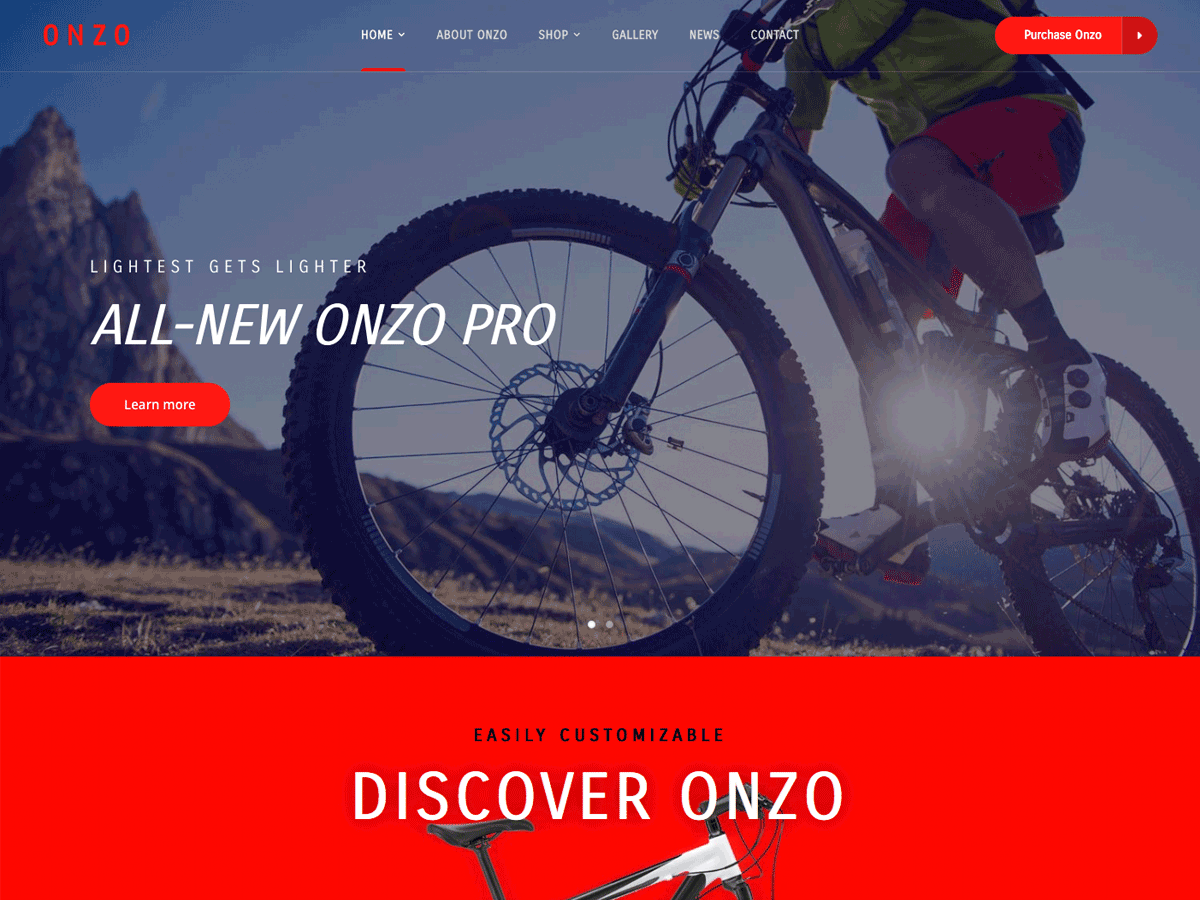 ONZO
HOME
ABOUT ONZO
SHOP
GALLERY
NEWS
CONTACT
Purchase Onzo
LIGHTEST GETS LIGHTER
ALL-NEW ONZO PRO
Learn more
EASILY CUSTOMIZABLE
DISCOVER ONZO